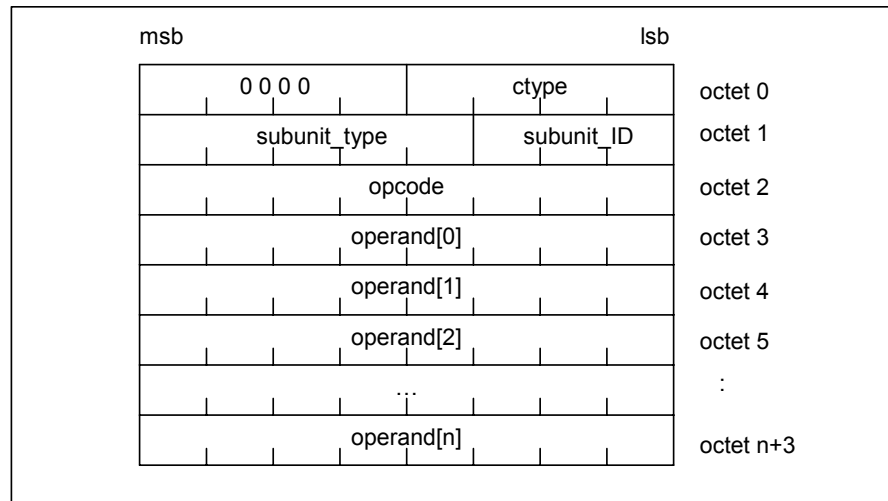 msb lsb
0 0 0 0 ctype octet 0
subunit_type subunit_ID octet 1
opcode octet 2
operand[0] octet 3
operand[1] octet 4
operand[2] octet 5
... :
operand[n] octet n+3